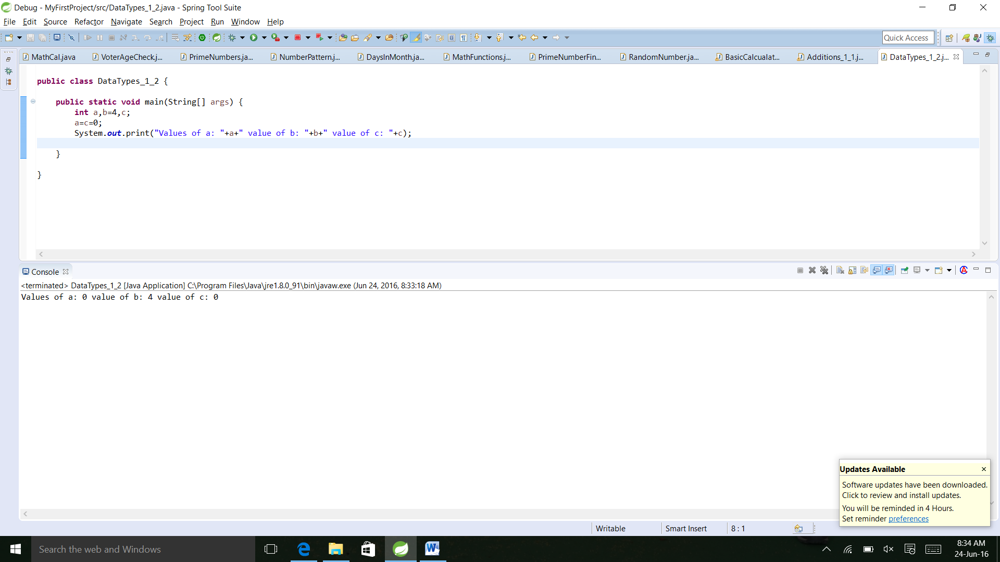 Debug - MyFirstProject/src/DataTypes_1_2.java - Spring Tool Suite
File Edit Source Refactor Navigate Search Project Run Window Help
Quick Access
MathCal.java VoterAgeCheck.j... PrimeNumbers.ja... NumberPattern.j... DaysInMonth.ja... MathFunctions.j... PrimeNumberFin... RandomNumber.ja... BasicCalcualat... Additions_1_1.j... DataTypes_1_2.j...
public class DataTypes_1_2 {
public static void main(String[] args) {
int a,b=4,c;
a=c=0;
System.out.print("Values of a: "+a+" value of b: "+b+" value of c: "+c);
}
}
Console
<terminated> DataTypes_1_2 [Java Application] C:\Program Files\Java\jre1.8.0_91\bin\javaw.exe (Jun 24, 2016, 8:33:18 AM)
Values of a: 0 value of b: 4 value of c: 0
Updates Available
Software updates have been downloaded.
Click to review and install updates.
You will be reminded in 4 Hours.
Set reminder preferences
Writable Smart Insert 8 : 1
Search the web and Windows
8:34 AM
24-Jun-16